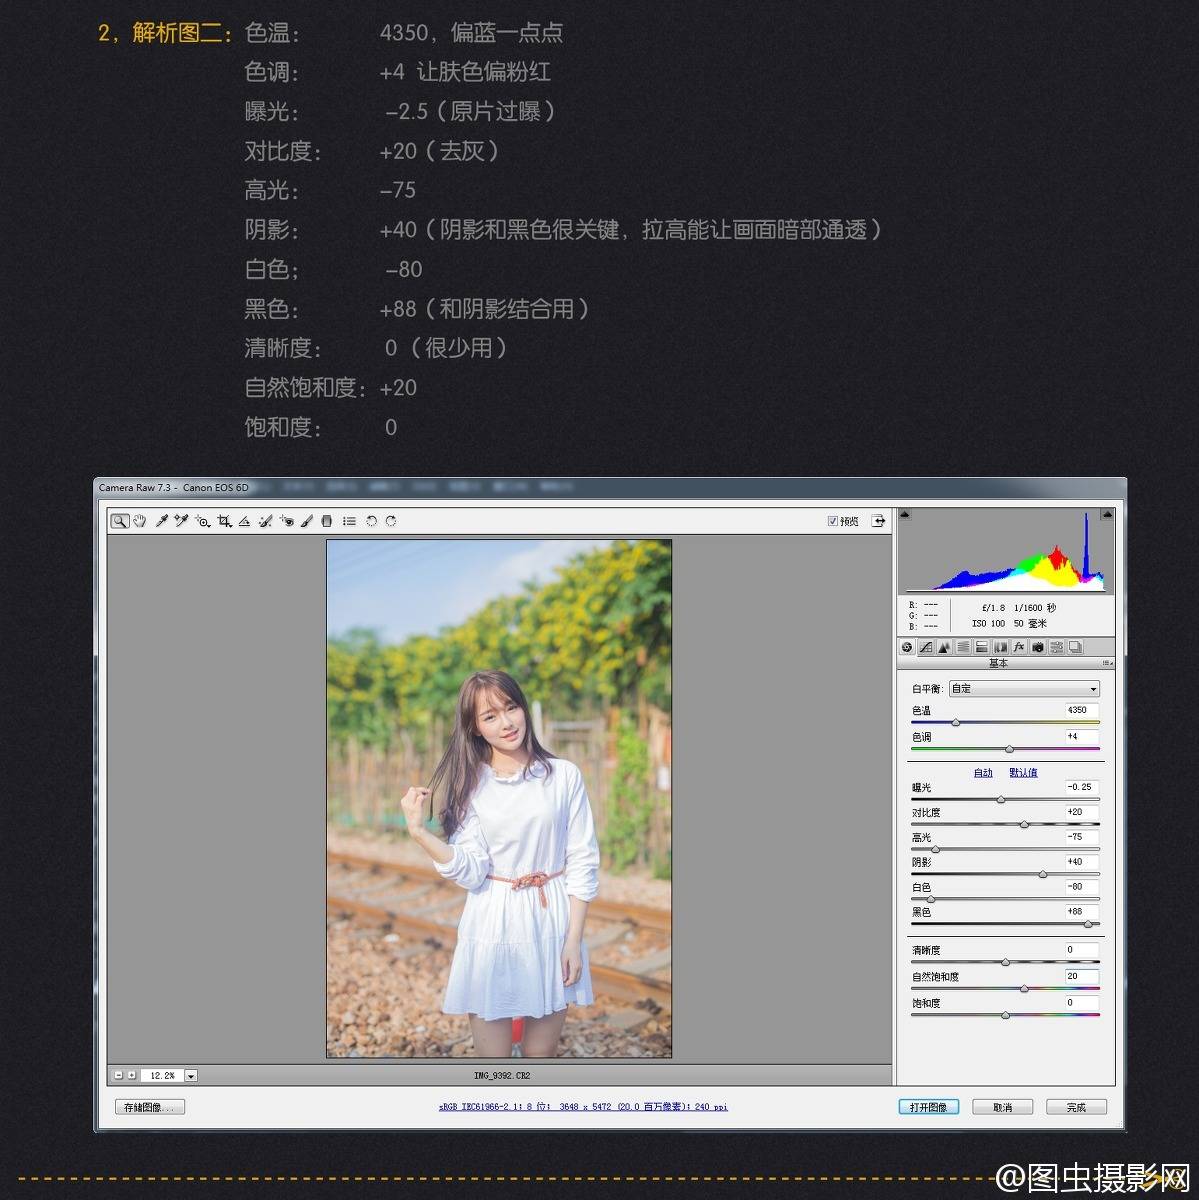 2，解析图二：色温： 4350，偏蓝一点点
色调： +4 让肤色偏粉红
曝光： -2.5（原片过曝）
对比度： +20（去灰）
高光： -75
阴影： +40（阴影和黑色很关键，拉高能让画面暗部通透）
白色； -80
黑色： +88（和阴影结合用）
清晰度： 0（很少用）
自然饱和度：+20
饱和度： 0
Camera Raw 7.3 - Canon EOS 6D
预览
R: ---
G: ---
B: ---
f/1.8 1/1600 秒
ISO 100 50 毫米
基本
白平衡: 自定
色温 4350
色调 +4
自动 默认值
曝光 -0.25
对比度 +20
高光 -75
阴影 +40
白色 -80
黑色 +88
清晰度 0
自然饱和度 20
饱和度 0
12.2% IMG_9392.CR2
存储图像... sRGB IEC61966-2.1; 8 位; 3648 x 5472 (20.0 百万像素); 240 ppi 打开图像 取消 完成
@图虫摄影网